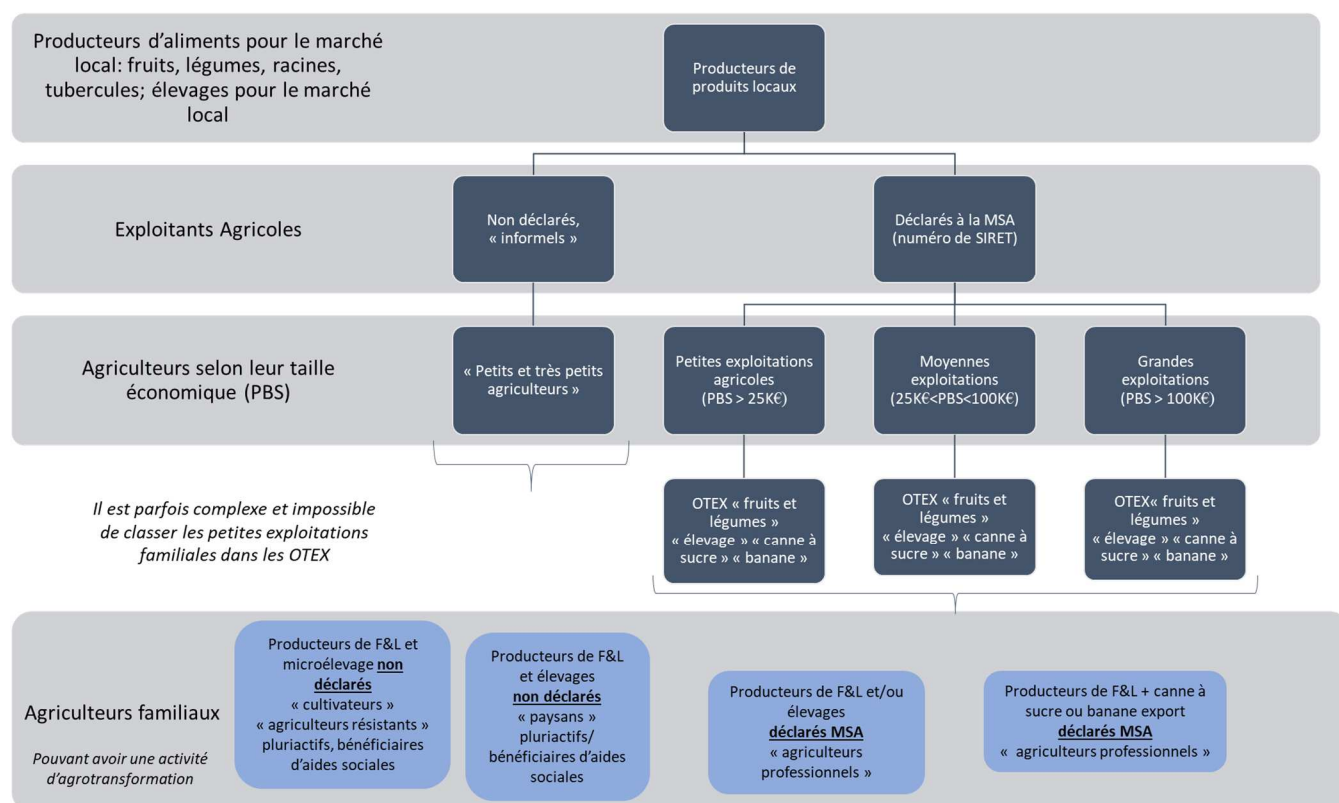 Producteurs d’aliments pour le marché
local: fruits, légumes, racines,
tubercules; élevages pour le marché
local
Producteurs de
produits locaux
Exploitants Agricoles
Non déclarés,
« informels »
Déclarés à la MSA
(numéro de SIRET)
Agriculteurs selon leur taille
économique (PBS)
« Petits et très petits
agriculteurs »
Petites exploitations
agricoles
(PBS > 25K€)
Moyennes
exploitations
(25K€<PBS<100K€)
Grandes
exploitations
(PBS > 100K€)
Il est parfois complexe et impossible
de classer les petites exploitations
familiales dans les OTEX
OTEX « fruits et
légumes »
« élevage » « canne à
sucre » « banane »
OTEX « fruits et
légumes »
« élevage » « canne à
sucre » « banane »
OTEX« fruits et
légumes »
« élevage » « canne à
sucre » « banane »
Agriculteurs familiaux
Pouvant avoir une activité
d’agrotransformation
Producteurs de F&L et
microélevage non
déclarés
« cultivateurs »
« agriculteurs résistants »
pluriactifs, bénéficiaires
d’aides sociales
Producteurs de F&L
et élevages
non déclarés
« paysans »
pluriactifs/
bénéficiaires d’aides
sociales
Producteurs de F&L et/ou
élevages
déclarés MSA
« agriculteurs
professionnels »
Producteurs de F&L + canne à
sucre ou banane export
déclarés MSA
« agriculteurs professionnels »